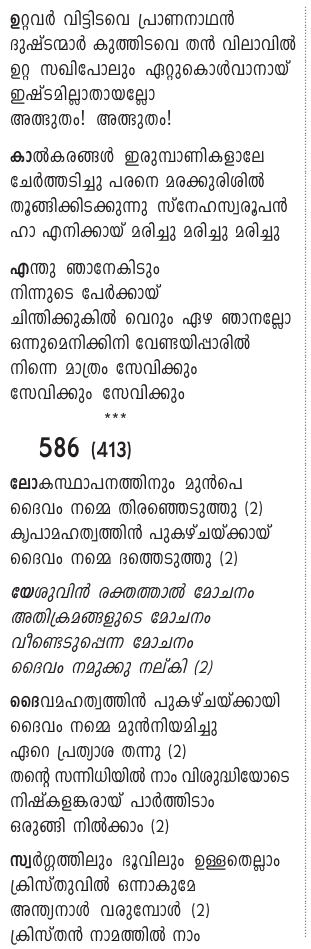 ഉറ്റവർ വിട്ടിടവെ പ്രാണനാഥൻ
ദുഷ്ടന്മാർ കുത്തിടവെ തൻ വിലാവിൽ
ഉറ്റ സഖിപോലും ഏറ്റുകൊൾവാനായ്
ഇഷ്ടമില്ലാതായല്ലോ
അത്ഭുതം! അത്ഭുതം!
കാൽകരങ്ങൾ ഇരുമ്പാണികളാലേ
ചേർത്തടിച്ചു പരനെ മരക്കുരിശിൽ
തൂങ്ങിക്കിടക്കുന്നു സ്നേഹസ്വരൂപൻ
ഹാ എനിക്കായ് മരിച്ചു മരിച്ചു മരിച്ചു
എന്തു ഞാനേകിടും
നിന്നുടെ പേർക്കായ്
ചിന്തിക്കുകിൽ വെറും ഏഴ ഞാനല്ലോ
ഒന്നുമെനിക്കിനി വേണ്ടയിപ്പാരിൽ
നിന്നെ മാത്രം സേവിക്കും
സേവിക്കും സേവിക്കും
***
586 (413)
ലോകസ്ഥാപനത്തിനും മുൻപെ
ദൈവം നമ്മെ തിരഞ്ഞെടുത്തു (2)
കൃപാമഹത്വത്തിൻ പുകഴ്ചയ്ക്കായ്
ദൈവം നമ്മെ ദത്തെടുത്തു (2)
യേശുവിൻ രക്തത്താൽ മോചനം
അതിക്രമങ്ങളുടെ മോചനം
വീണ്ടെടുപ്പെന്ന മോചനം
ദൈവം നമുക്കു നല്കി (2)
ദൈവമഹത്വത്തിൻ പുകഴ്ചയ്ക്കായി
ദൈവം നമ്മെ മുൻനിയമിച്ചു
ഏറെ പ്രത്യാശ തന്നു (2)
തന്റെ സന്നിധിയിൽ നാം വിശുദ്ധിയോടെ
നിഷ്കളങ്കരായ് പാർത്തിടാം
ഒരുങ്ങി നിൽക്കാം (2)
സ്വർഗ്ഗത്തിലും ഭൂവിലും ഉള്ളതെല്ലാം
ക്രിസ്തുവിൽ ഒന്നാകുമേ
അന്ത്യനാൾ വരുമ്പോൾ (2)
ക്രിസ്തൻ നാമത്തിൽ നാം